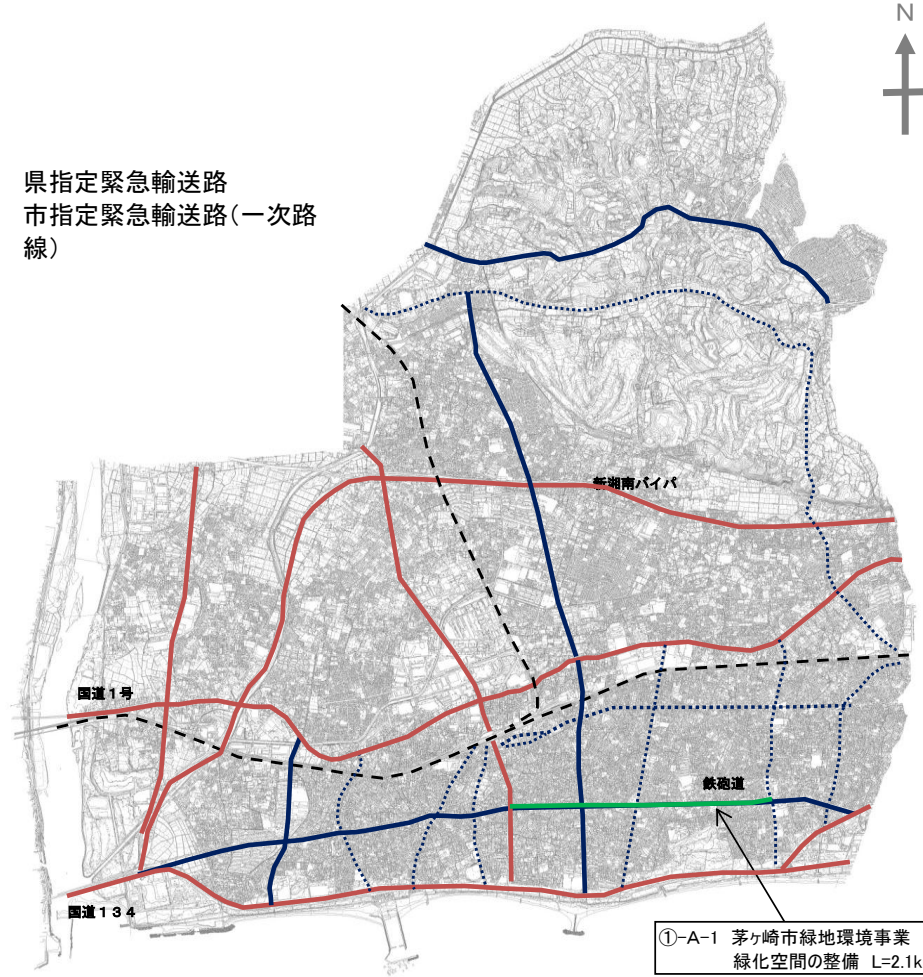 N
県指定緊急輸送路
市指定緊急輸送路(一次路
線)
新湘南バイパ
国道1号
鉄砲道
国道134
①-A-1 茅ヶ崎市緑地環境事業
緑化空間の整備 L=2.1k